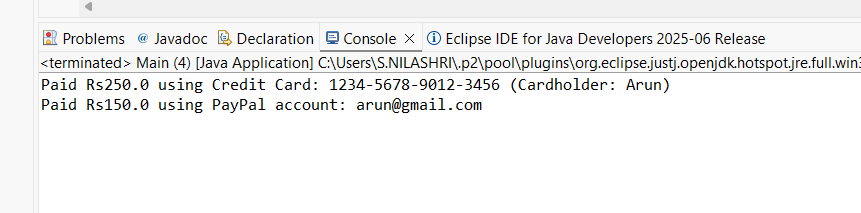 Problems @ Javadoc Declaration Console Eclipse IDE for Java Developers 2025-06 Release
<terminated> Main (4) [Java Application] C:\Users\S.NILASHRI\.p2\pool\plugins\org.eclipse.justj.openjdk.hotspot.jre.full.win3
Paid Rs250.0 using Credit Card: 1234-5678-9012-3456 (Cardholder: Arun)
Paid Rs150.0 using PayPal account: arun@gmail.com